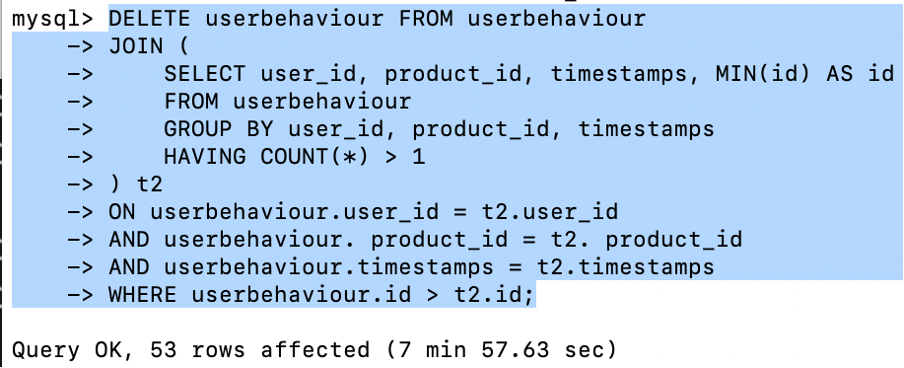 mysql> DELETE userbehaviour FROM userbehaviour
    -> JOIN (
    ->     SELECT user_id, product_id, timestamps, MIN(id) AS id
    ->     FROM userbehaviour
    ->     GROUP BY user_id, product_id, timestamps
    ->     HAVING COUNT(*) > 1
    -> ) t2
    -> ON userbehaviour.user_id = t2.user_id
    -> AND userbehaviour. product_id = t2. product_id
    -> AND userbehaviour.timestamps = t2.timestamps
    -> WHERE userbehaviour.id > t2.id;
Query OK, 53 rows affected (7 min 57.63 sec)